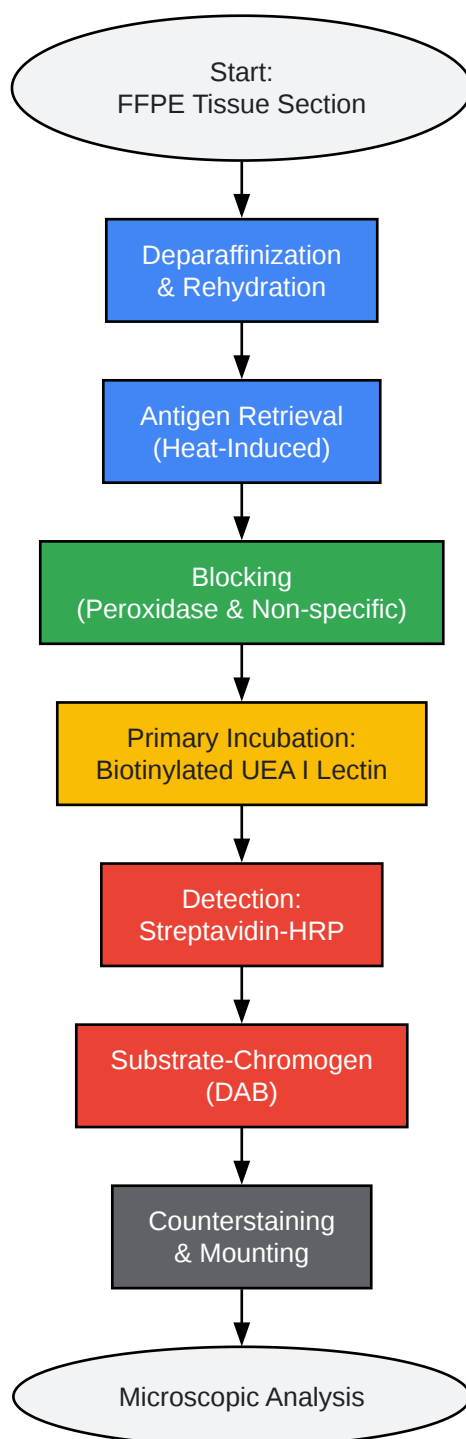 Start:
FFPE Tissue Section
Deparaffinization
& Rehydration
Antigen Retrieval
(Heat-Induced)
Blocking
(Peroxidase & Non-specific)
Primary Incubation:
Biotinylated UEA I Lectin
Detection:
Streptavidin-HRP
Substrate-Chromogen
(DAB)
Counterstaining
& Mounting
Microscopic Analysis